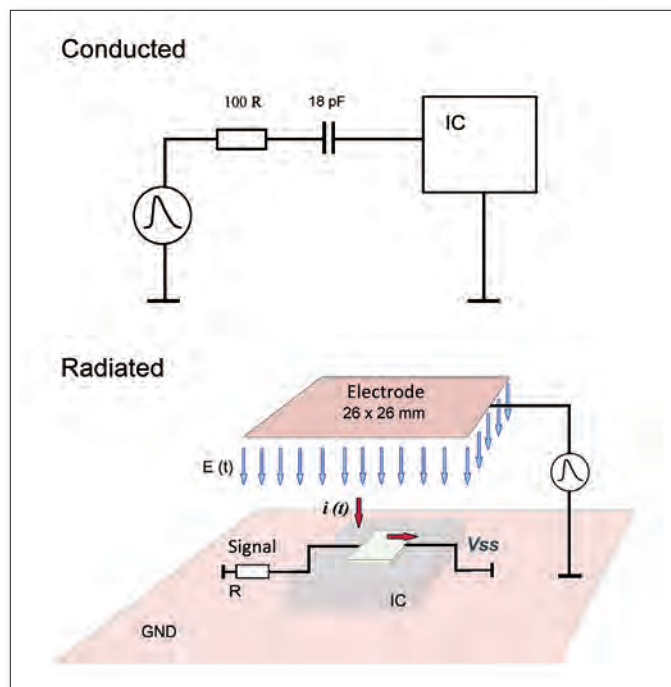 Conducted
100 R
18 pF
IC
Radiated
Electrode
26 x 26 mm
E (t)
i (t)
Signal
Vss
R
IC
GND